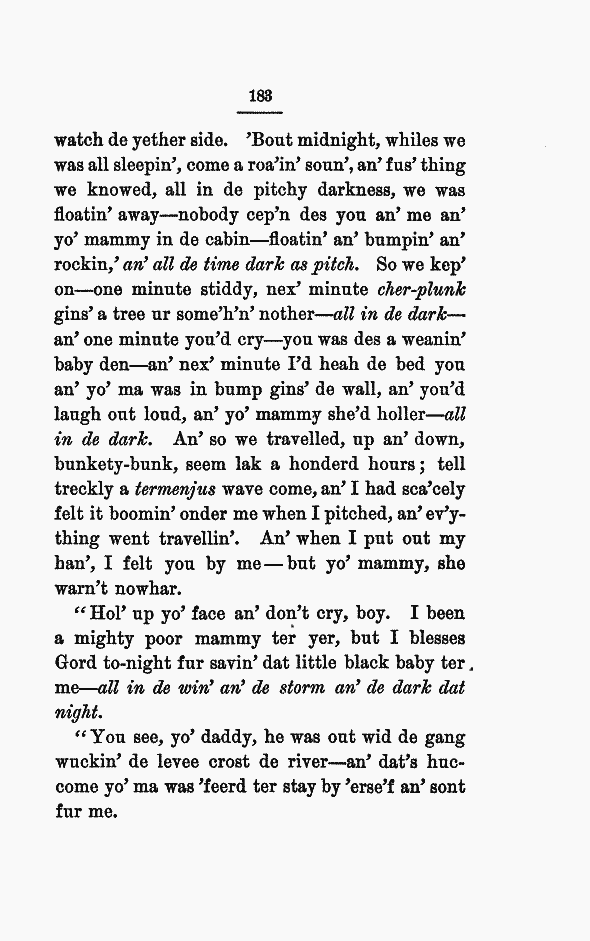 183
watch de yether side. 'Bout midnight, whiles we
was all sleepin', come a roa'in' soun', an' fus' thing
we knowed, all in de pitchy darkness, we was
floatin' away—nobody cep'n des you an' me an'
yo' mammy in de cabin—floatin' an' bumpin' an'
rockin,' an' all de time dark as pitch. So we kep'
on—one minute stiddy, nex' minute cher-plunk
gins' a tree ur some'h'n' nother—all in de dark—
an' one minute you'd cry—you was des a weanin'
baby den—an' nex' minute I'd heah de bed you
an' yo' ma was in bump gins' de wall, an' you'd
laugh out loud, an' yo' mammy she'd holler—all
in de dark. An' so we travelled, up an' down,
bunkety-bunk, seem lak a honderd hours; tell
treckly a termenjus wave come, an' I had sca'cely
felt it boomin' onder me when I pitched, an' ev'y-
thing went travellin'. An' when I put out my
han', I felt you by me—but yo' mammy, she
warn't nowhar.
"Hol' up yo' face an' don't cry, boy. I been
a mighty poor mammy ter yer, but I blesses
Gord to-night fur savin' dat little black baby ter
me—all in de win' an' de storm an' de dark dat
night.
"You see, yo' daddy, he was out wid de gang
wuckin' de levee crost de river—an' dat's huc-
come yo' ma was 'feerd ter stay by 'erse'f an' sont
fur me.